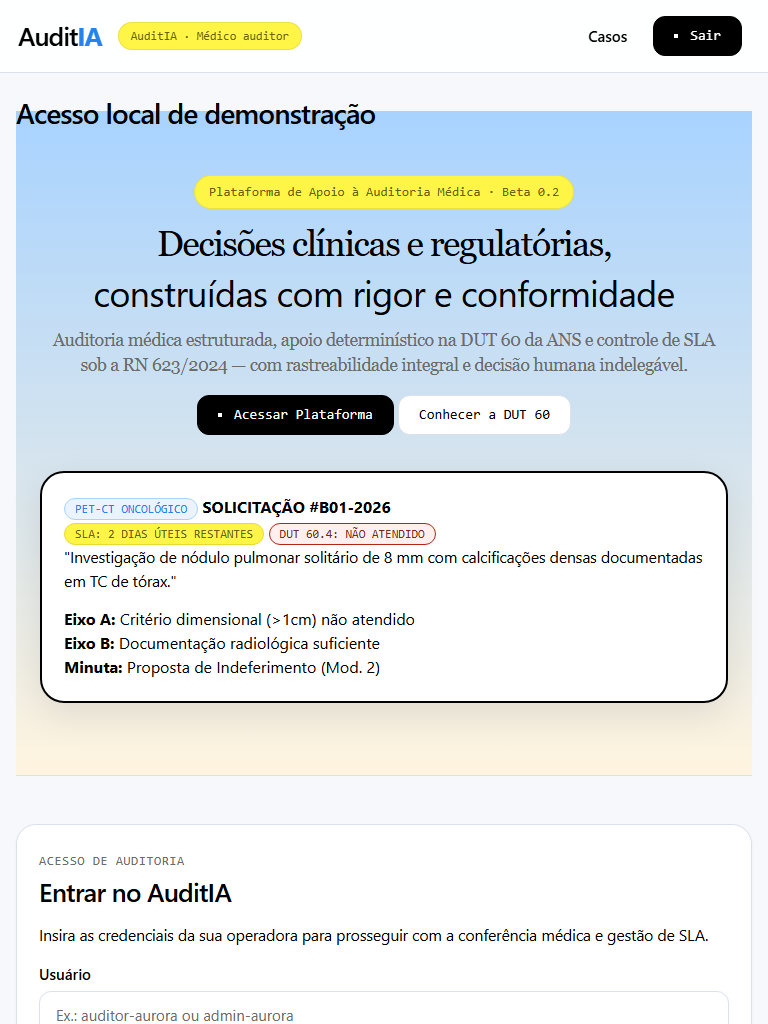 AuditIA
AuditIA · Médico auditor
Casos
▪ Sair
Acesso local de demonstração
Plataforma de Apoio à Auditoria Médica · Beta 0.2
Decisões clínicas e regulatórias,
construídas com rigor e conformidade
Auditoria médica estruturada, apoio determinístico na DUT 60 da ANS e controle de SLA
sob a RN 623/2024 — com rastreabilidade integral e decisão humana indelegável.
▪ Acessar Plataforma
Conhecer a DUT 60
PET-CT ONCOLÓGICO SOLICITAÇÃO #B01-2026
SLA: 2 DIAS ÚTEIS RESTANTES DUT 60.4: NÃO ATENDIDO
"Investigação de nódulo pulmonar solitário de 8 mm com calcificações densas documentadas
em TC de tórax."
Eixo A: Critério dimensional (>1cm) não atendido
Eixo B: Documentação radiológica suficiente
Minuta: Proposta de Indeferimento (Mod. 2)
ACESSO DE AUDITORIA
Entrar no AuditIA
Insira as credenciais da sua operadora para prosseguir com a conferência médica e gestão de SLA.
Usuário
Ex.: auditor-aurora ou admin-aurora